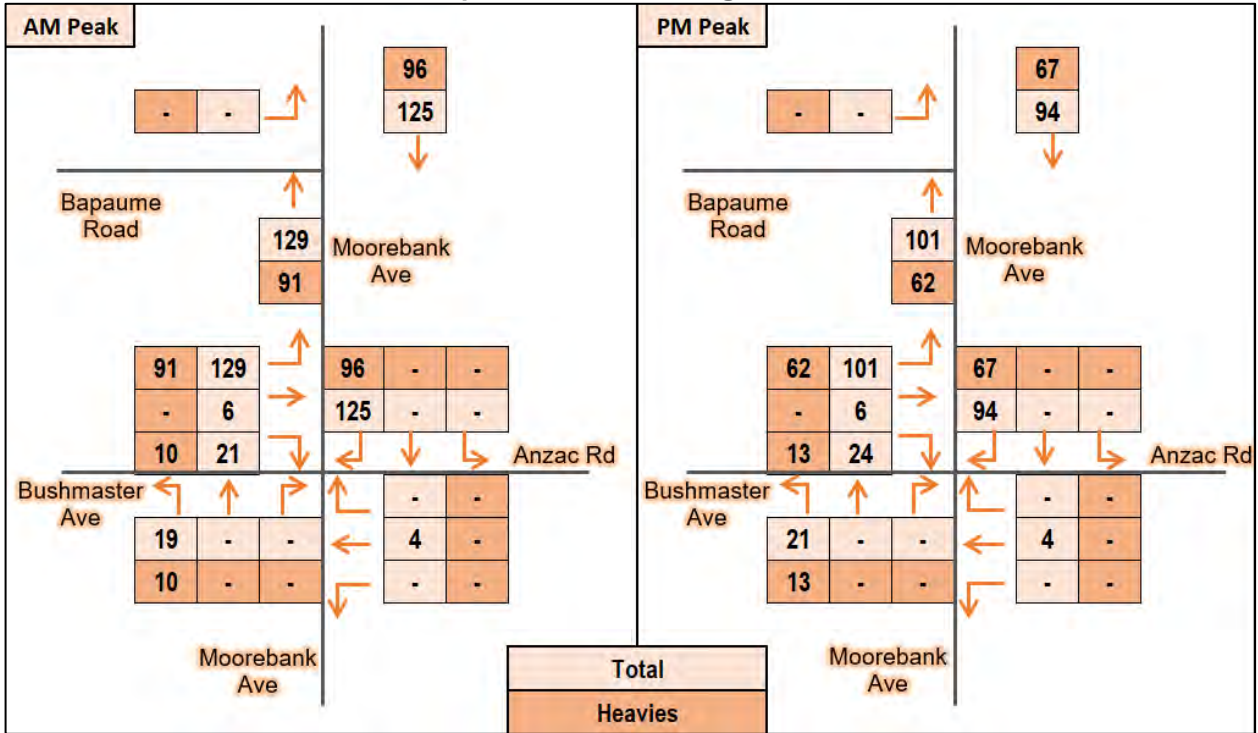 AM Peak
96
- - 125
Bapaume
Road
129 Moorebank
91 Ave
91 129 96 - -
- 6 125 - -
10 21 Anzac Rd
Bushmaster
Ave
- -
19 - - 4 -
10 - - - -
Moorebank
Ave
PM Peak
67
- - 94
Bapaume
Road
101 Moorebank
62 Ave
62 101 67 - -
- 6 94 - -
13 24 Anzac Rd
Bushmaster
Ave
- -
21 - - 4 -
13 - - - -
Moorebank
Ave
Total
Heavies